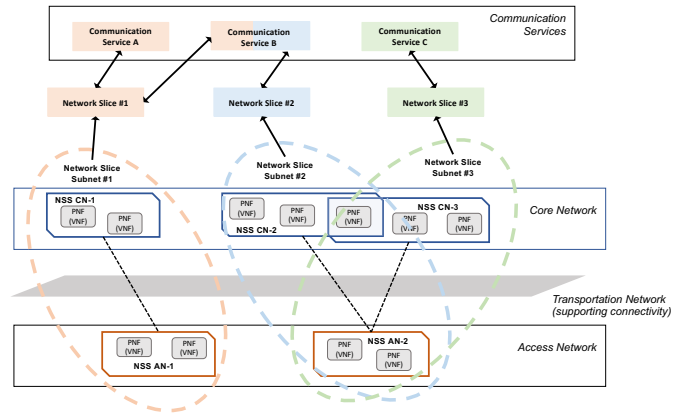 Communication
Services
Communication
Service A
Communication
Service B
Communication
Service C
Network Slice #1
Network Slice #2
Network Slice #3
Network Slice
Subnet #1
Network Slice
Subnet #2
Network Slice
Subnet #3
NSS CN-1
PNF
(VNF)
PNF
(VNF)
PNF
(VNF)
PNF
(VNF)
NSS CN-2
PNF
(VNF)
NSS CN-3
PNF
(VNF)
PNF
(VNF)
Core Network
Transportation Network
(supporting connectivity)
PNF
(VNF)
PNF
(VNF)
NSS AN-1
NSS AN-2
PNF
(VNF)
PNF
(VNF)
Access Network